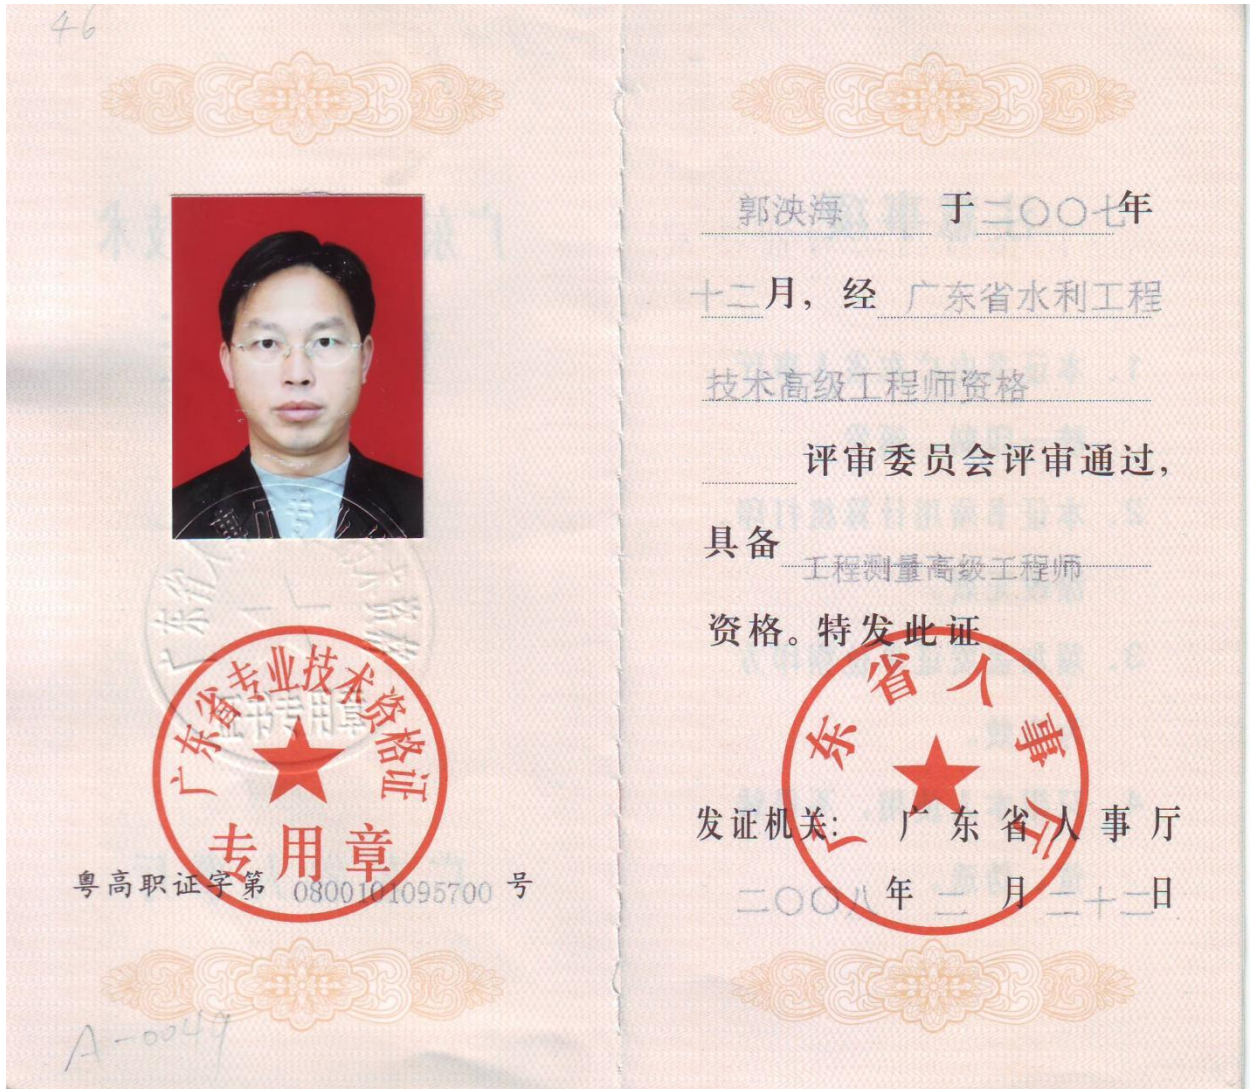 46
广东省专业技术资格证
专用章
粤高职证字第 0800101095700 号
A-0049
郭泱海 于二〇〇七年
十二月，经 广东省水利工程
技术高级工程师资格
评审委员会评审通过，
具备 工程测量高级工程师
资格。特发此证
广东省人事厅
发证机关： 广东省人事厅
二〇〇八年 二 月 二十二 日